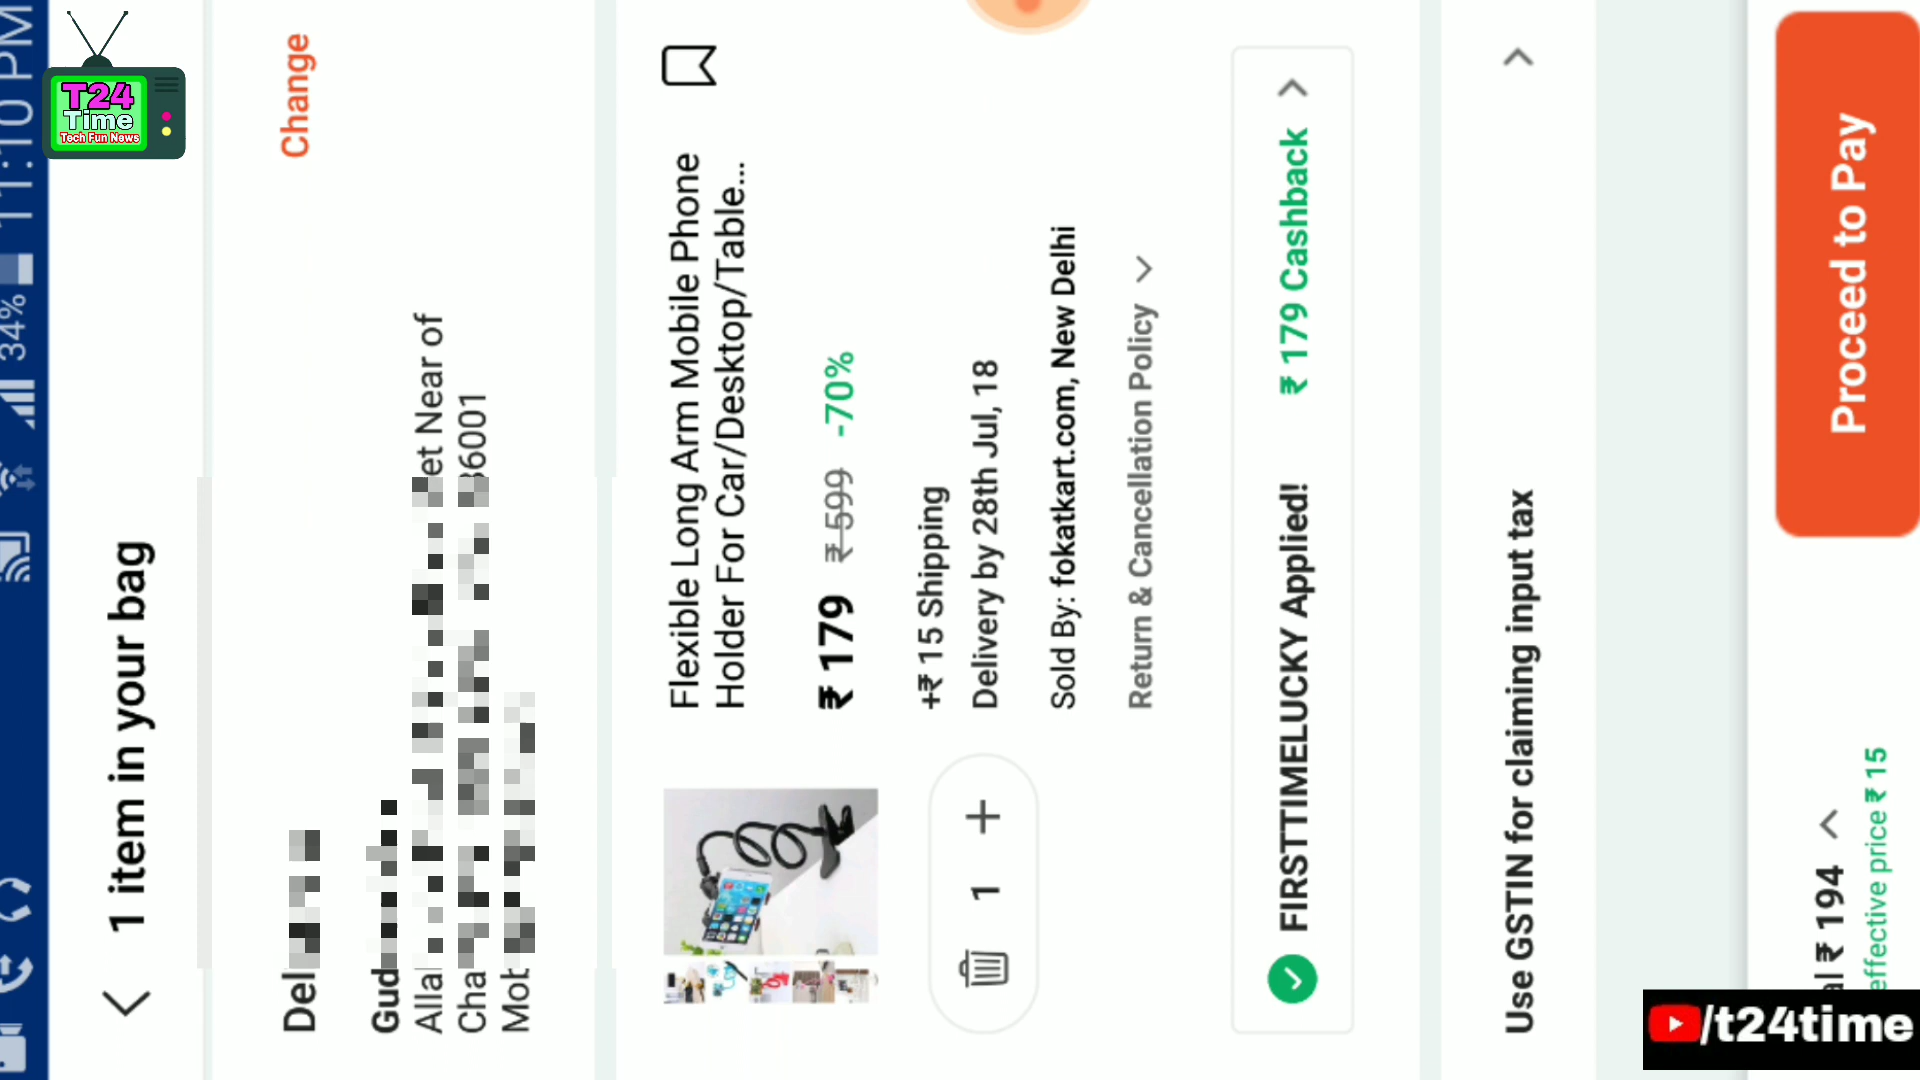 34% 11:10 PM
T24
Time
Tech Fun News
1 item in your bag
Del
Change
Gud
Alla et Near of
Cha 36001
Mob
Flexible Long Arm Mobile Phone
Holder For Car/Desktop/Table...
₹ 179 ₹ 599 -70%
+₹ 15 Shipping
Delivery by 28th Jul, 18
Sold By: fokatkart.com, New Delhi
Return & Cancellation Policy
1
FIRSTTIMELUCKY Applied! ₹ 179 Cashback
Use GSTIN for claiming input tax
al ₹ 194
effective price ₹ 15
Proceed to Pay
/t24time